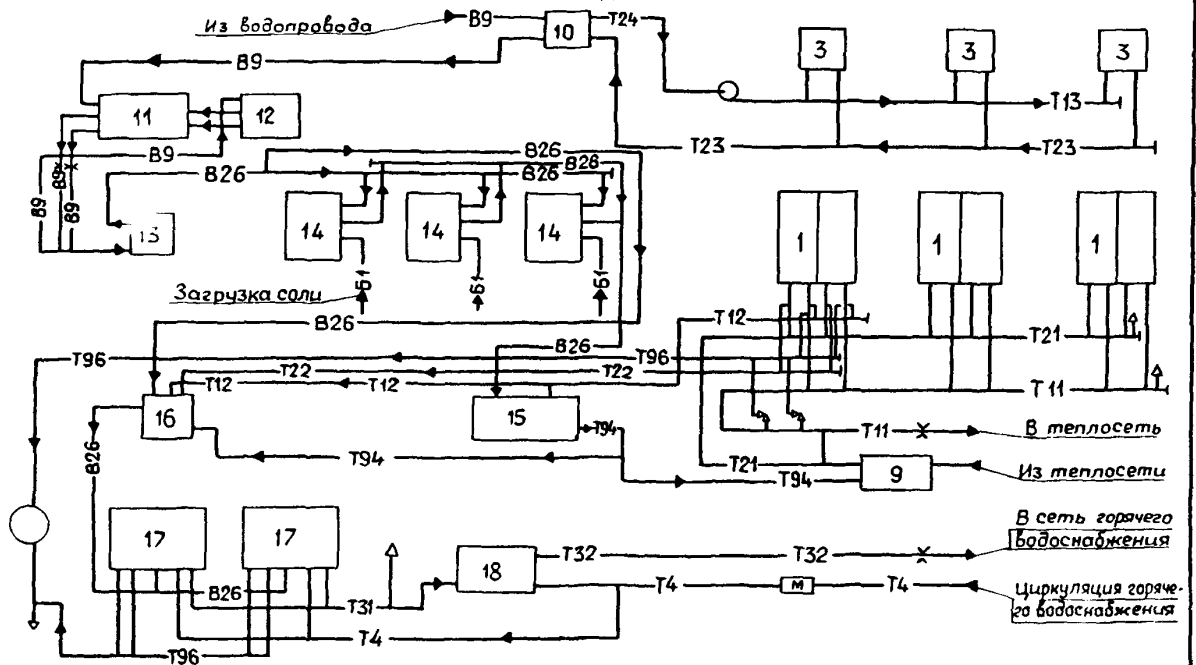 Из водопровода
В9
10
Т24
3
3
3
В9
11
12
Т13
Т23
Т23
В9
В26
В26
В26
В26
В9
В9
В9
13
14
14
14
1
1
1
Б1
Б1
Б1
Загрузка соли
В26
Т12
В26
Т21
Т96
Т96
Т22
Т22
Т12
Т12
Т11
16
15
Т94
Т11
В теплосеть
В26
Т94
Т21
Т94
9
Из теплосети
17
17
В сеть горячего
водоснабжения
18
Т32
Т32
В26
Т31
Т4
М
Т4
Циркуляция горяче-
го водоснабжения
Т4
Т96